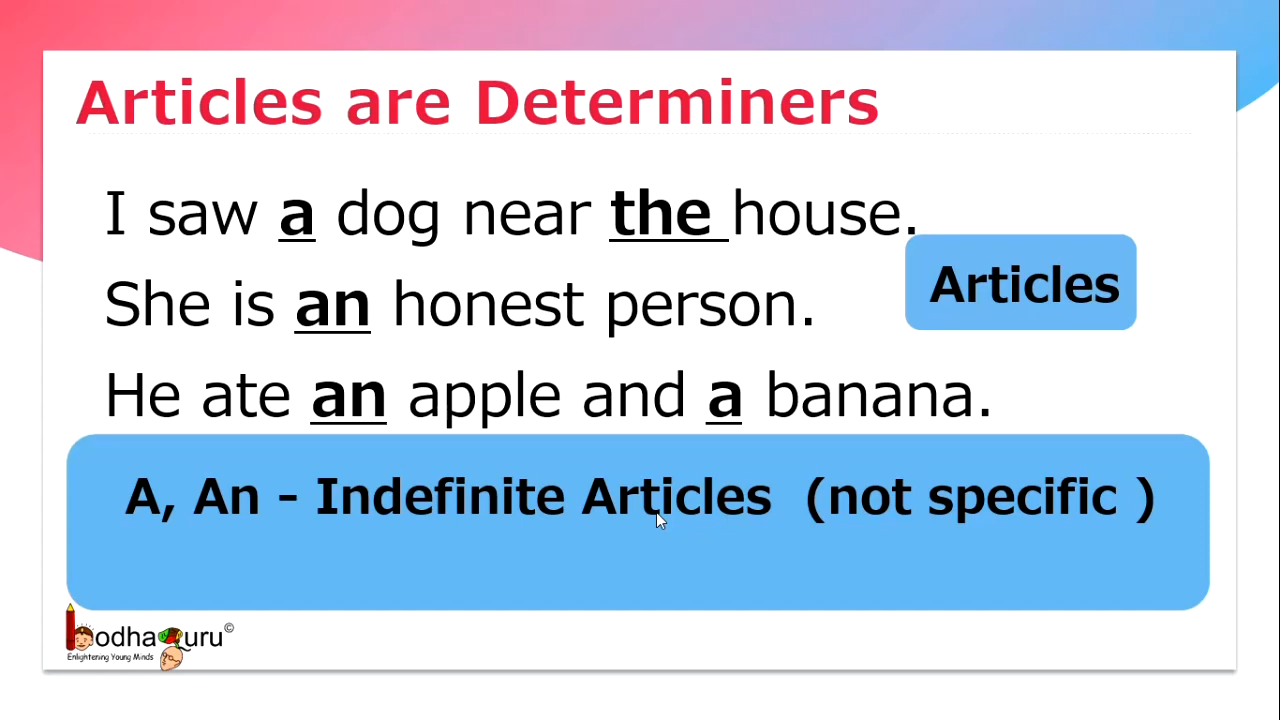 Articles are Determiners
I saw a dog near the house.
She is an honest person.
Articles
He ate an apple and a banana.
A, An - Indefinite Articles (not specific )
bodhaguru©
Enlightening Young Minds